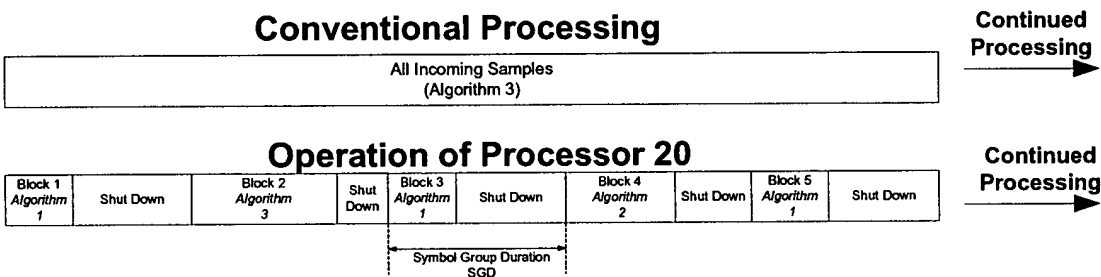 Conventional Processing
Continued
Processing
All Incoming Samples
(Algorithm 3)
Operation of Processor 20
Continued
Processing
Block 1
Algorithm
1
Shut Down
Block 2
Algorithm
3
Shut
Down
Block 3
Algorithm
1
Shut Down
Block 4
Algorithm
2
Shut Down
Block 5
Algorithm
1
Shut Down
Symbol Group Duration
SGD